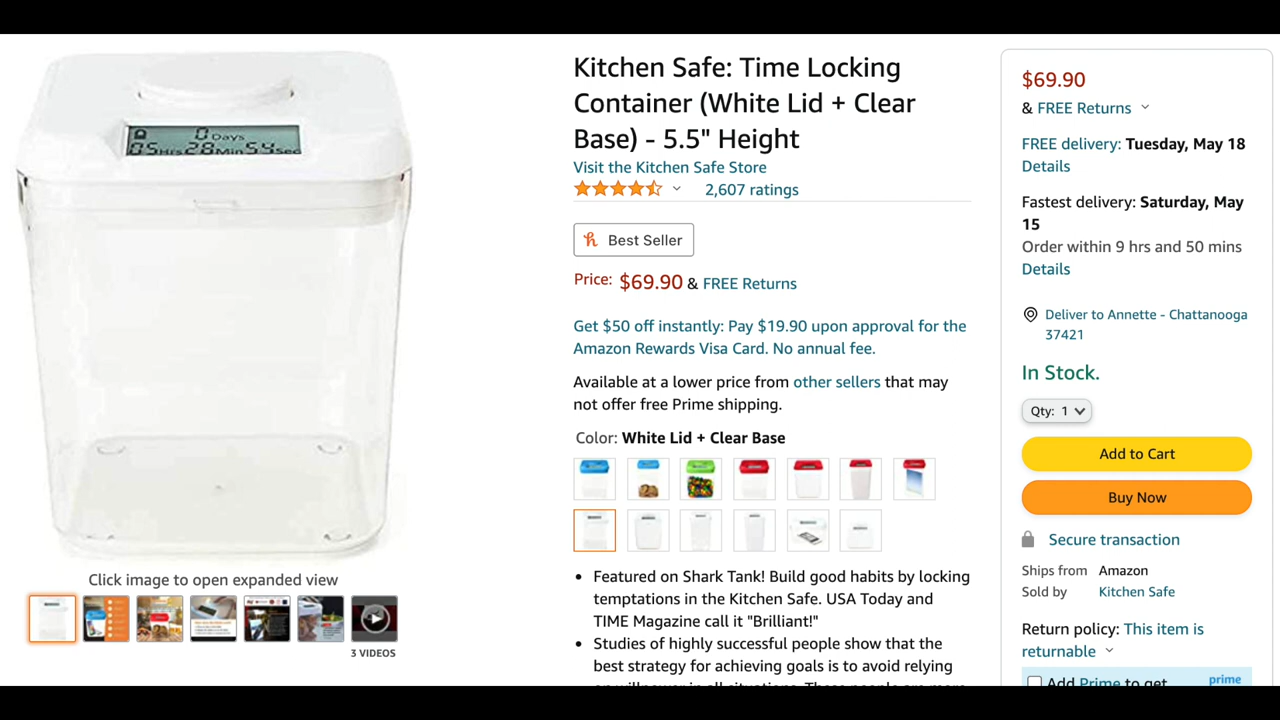 0 Days
05Hrs28Min54Sec
Click image to open expanded view
3 VIDEOS
Kitchen Safe: Time Locking
Container (White Lid + Clear
Base) - 5.5" Height
Visit the Kitchen Safe Store
2,607 ratings
Best Seller
Price: $69.90 & FREE Returns
Get $50 off instantly: Pay $19.90 upon approval for the
Amazon Rewards Visa Card. No annual fee.
Available at a lower price from other sellers that may
not offer free Prime shipping.
Color: White Lid + Clear Base
• Featured on Shark Tank! Build good habits by locking
temptations in the Kitchen Safe. USA Today and
TIME Magazine call it "Brilliant!"
• Studies of highly successful people show that the
best strategy for achieving goals is to avoid relying
$69.90
& FREE Returns
FREE delivery: Tuesday, May 18
Details
Fastest delivery: Saturday, May
15
Order within 9 hrs and 50 mins
Details
Deliver to Annette - Chattanooga
37421
In Stock.
Qty: 1
Add to Cart
Buy Now
Secure transaction
Ships from Amazon
Sold by Kitchen Safe
Return policy: This item is
returnable
Add Prime to get prime